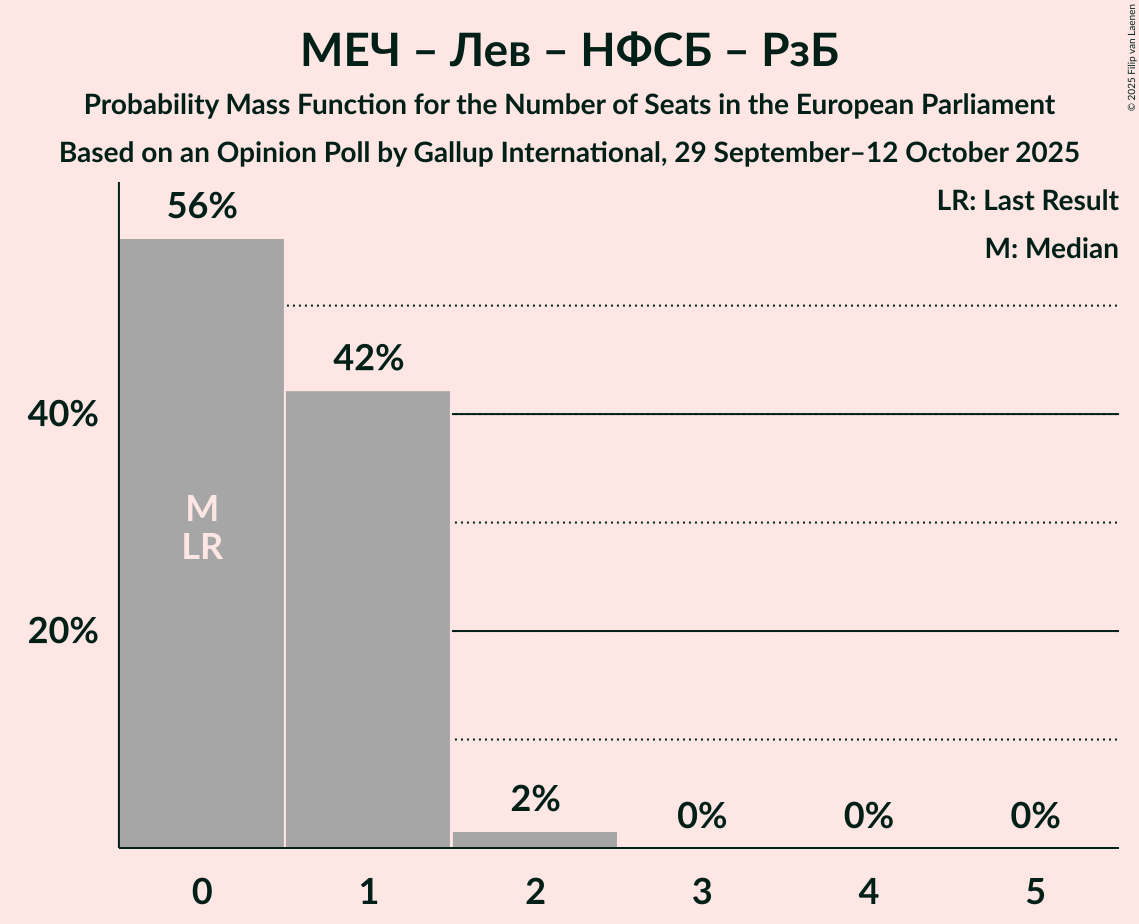 МЕЧ – Лев – НФСБ – РзБ
Probability Mass Function for the Number of Seats in the European Parliament
Based on an Opinion Poll by Gallup International, 29 September–12 October 2025
© 2025 Filip van Laenen
LR: Last Result
M: Median
56%
42%
40%
M
LR
20%
2%
0%
0%
0%
0
1
2
3
4
5